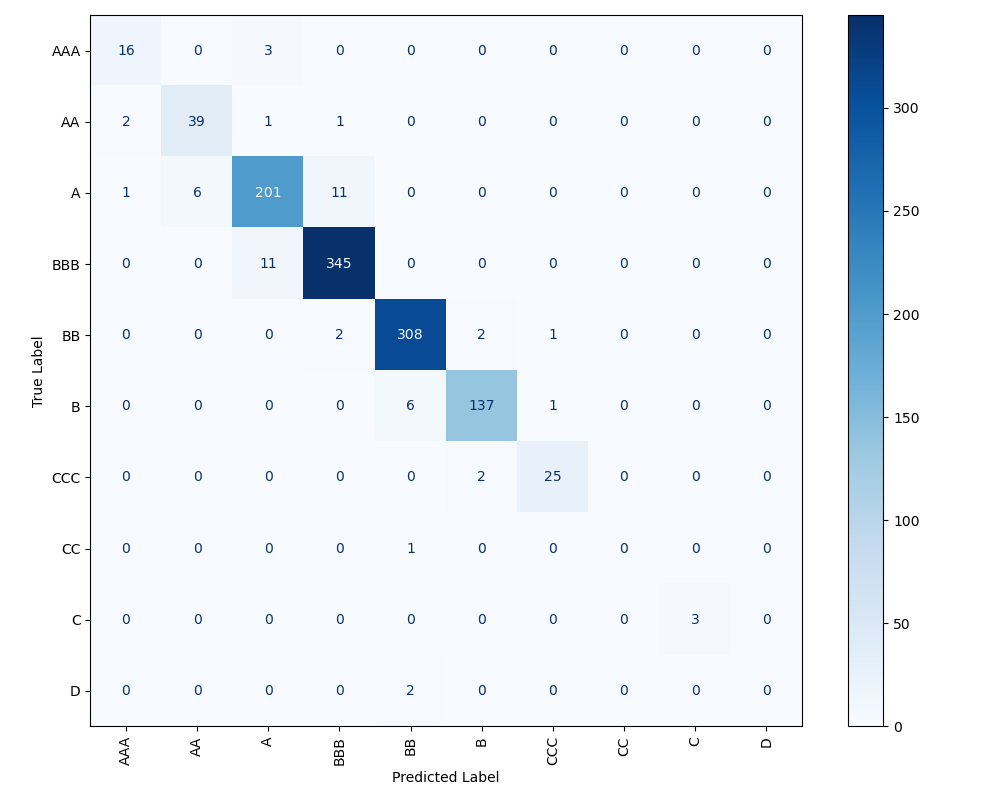 AAA 16 0 3 0 0 0 0 0 0 0
AA 2 39 1 1 0 0 0 0 0 0
A 1 6 201 11 0 0 0 0 0 0
BBB 0 0 11 345 0 0 0 0 0 0
BB 0 0 0 2 308 2 1 0 0 0
B 0 0 0 0 6 137 1 0 0 0
CCC 0 0 0 0 0 2 25 0 0 0
CC 0 0 0 0 1 0 0 0 0 0
C 0 0 0 0 0 0 0 0 3 0
D 0 0 0 0 2 0 0 0 0 0
AAA AA A BBB BB B CCC CC C D
Predicted Label
True Label
300
250
200
150
100
50
0